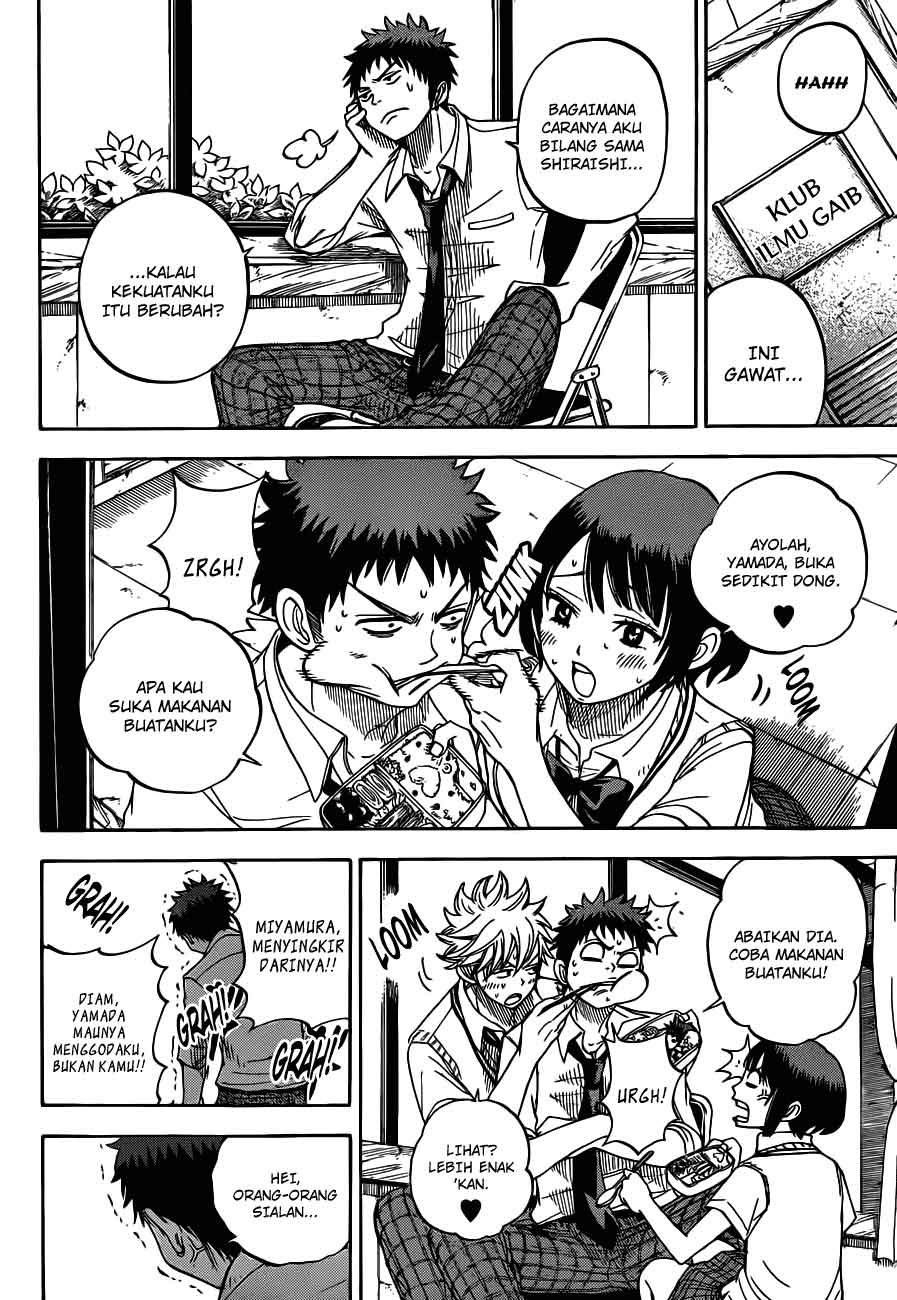 HAHH
KLUB
ILMU GAIB
INI
GAWAT...
BAGAIMANA
CARANYA AKU
BILANG SAMA
SHIRAISHI...
...KALAU
KEKUATANKU
ITU BERUBAH?
AYOLAH,
YAMADA, BUKA
SEDIKIT DONG.
LOOM
ZRGH!
APA KAU
SUKA MAKANAN
BUATANKU?
ABAIKAN DIA.
COBA MAKANAN
BUATANKU!
LOOM
URGH!
LIHAT?
LEBIH ENAK
'KAN.
GRAH!
MIYAMURA,
MENYINGKIR
DARINYA!!
GRAH!
DIAM,
YAMADA
MAUNYA
MENGGODAKU,
BUKAN KAMU!!
GRAH!
GRAH!
HEI,
ORANG-ORANG
SIALAN...